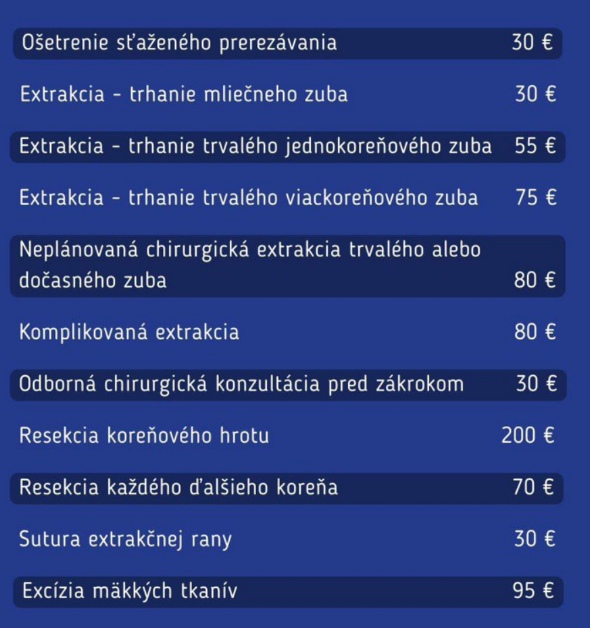 Ošetrenie sťaženého prerezávania 30 €
Extrakcia - trhanie mliečneho zuba 30 €
Extrakcia - trhanie trvalého jednokoreňového zuba 55 €
Extrakcia - trhanie trvalého viackoreňového zuba 75 €
Neplánovaná chirurgická extrakcia trvalého alebo
dočasného zuba 80 €
Komplikovaná extrakcia 80 €
Odborná chirurgická konzultácia pred zákrokom 30 €
Resekcia koreňového hrotu 200 €
Resekcia každého ďalšieho koreňa 70 €
Sutura extrakčnej rany 30 €
Excízia mäkkých tkanív 95 €